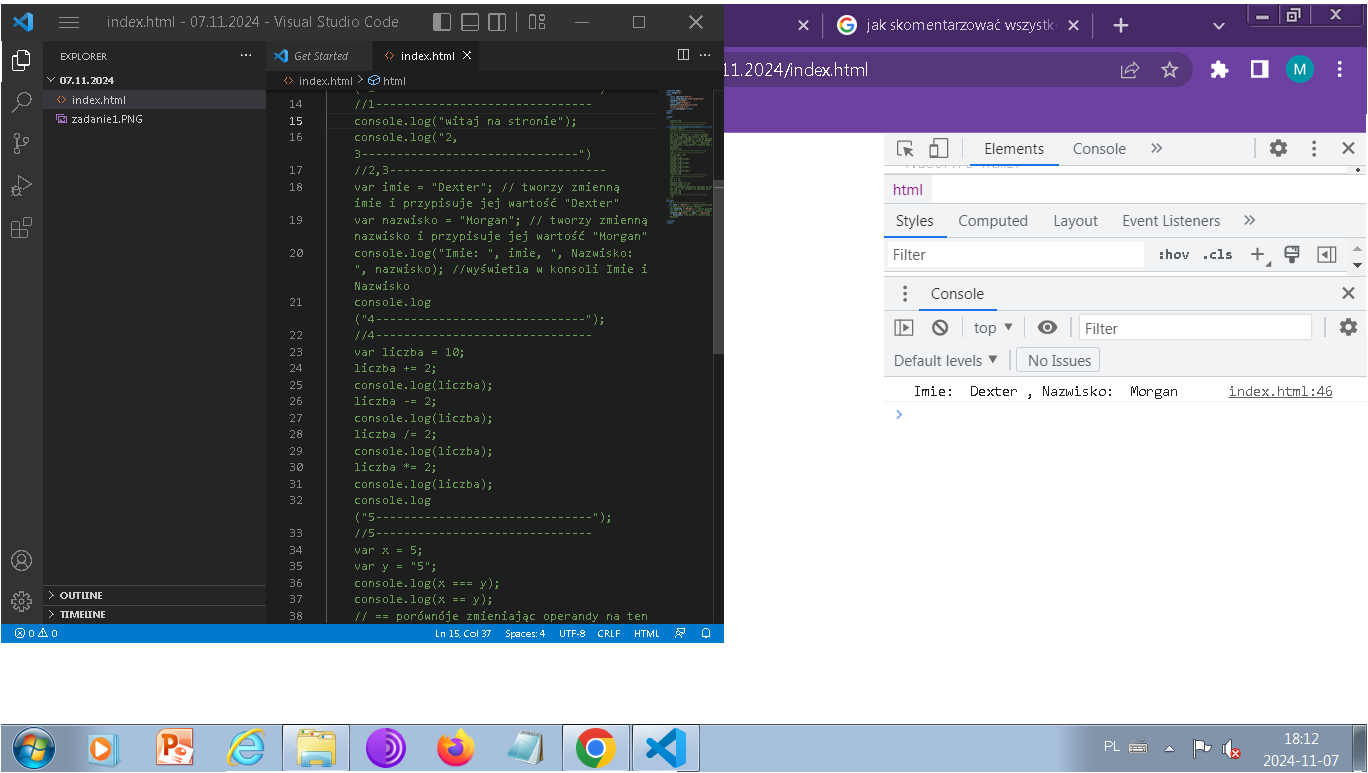 index.html - 07.11.2024 - Visual Studio Code
jak skomentarzować wszystk
11.2024/index.html
M
EXPLORER
Get Started
index.html
07.11.2024
index.html > html
index.html
zadanie1.PNG
14 //1-------------------------------
15 console.log("witaj na stronie");
16 console.log("2,
3-------------------------------")
17 //2,3-------------------------------
18 var imie = "Dexter"; // tworzy zmienną
imie i przypisuje jej wartość "Dexter"
19 var nazwisko = "Morgan"; // tworzy zmienną
nazwisko i przypisuje jej wartość "Morgan"
20 console.log("Imie: ", imie, ", Nazwisko:
", nazwisko); //wyświetla w konsoli Imie i
Nazwisko
21 console.log
("4------------------------------");
22 //4-------------------------------
23 var liczba = 10;
24 liczba += 2;
25 console.log(liczba);
26 liczba -= 2;
27 console.log(liczba);
28 liczba /= 2;
29 console.log(liczba);
30 liczba *= 2;
31 console.log(liczba);
32 console.log
("5-------------------------------");
33 //5-------------------------------
34 var x = 5;
35 var y = "5";
36 console.log(x === y);
37 console.log(x == y);
38 // == porównóje zmieniając operandy na ten
OUTLINE
TIMELINE
0 0
Ln 15, Col 37 Spaces: 4 UTF-8 CRLF HTML
Elements Console »
html
Styles Computed Layout Event Listeners »
Filter :hov .cls
Console
top Filter
Default levels No Issues
Imie: Dexter , Nazwisko: Morgan index.html:46
PL
18:12
2024-11-07